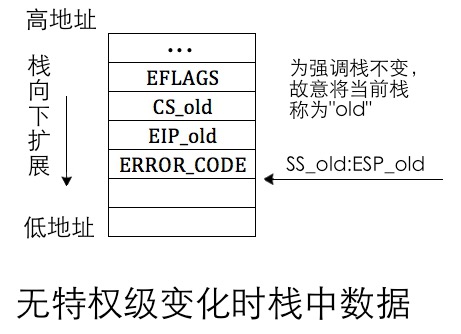 高地址
...
栈向下扩展
EFLAGS
CS_old
EIP_old
ERROR_CODE
为强调栈不变，
故意将当前栈
称为"old"
SS_old:ESP_old
低地址
无特权级变化时栈中数据